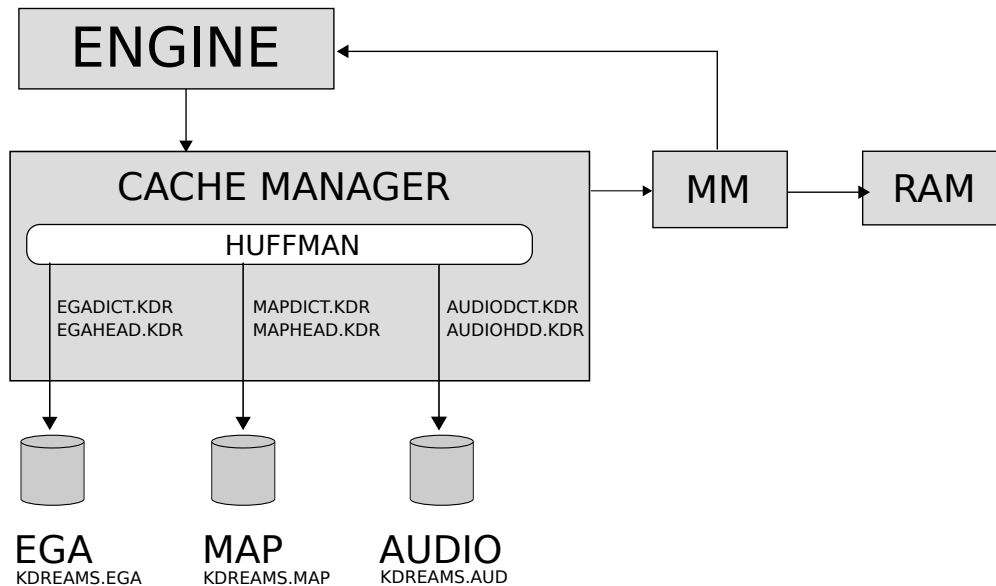 ENGINE
CACHE MANAGER
MM
RAM
HUFFMAN
EGADICT.KDR
EGAHEAD.KDR
MAPDICT.KDR
MAPHEAD.KDR
AUDIODCT.KDR
AUDIOHDD.KDR
EGA
KDREAMS.EGA
MAP
KDREAMS.MAP
AUDIO
KDREAMS.AUD